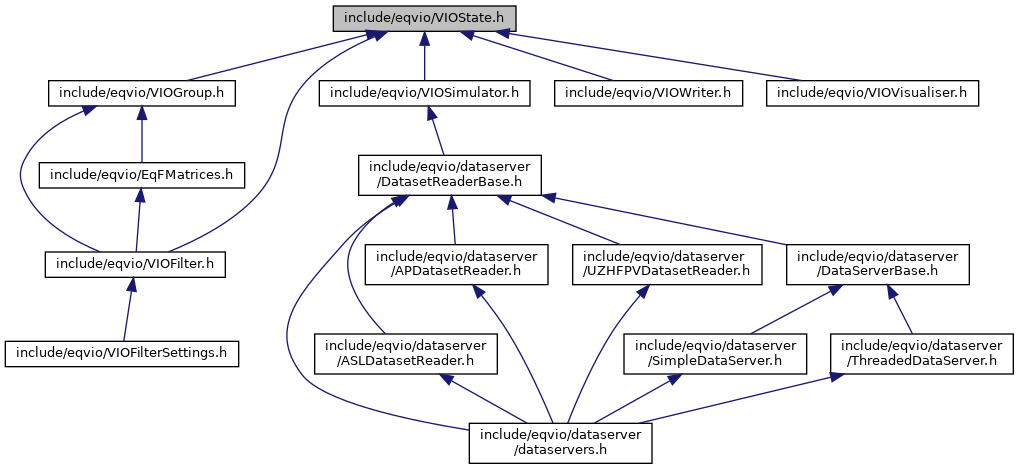 include/eqvio/VIOState.h
include/eqvio/VIOGroup.h
include/eqvio/VIOSimulator.h
include/eqvio/VIOWriter.h
include/eqvio/VIOVisualiser.h
include/eqvio/EqFMatrices.h
include/eqvio/dataserver
/DatasetReaderBase.h
include/eqvio/VIOFilter.h
include/eqvio/dataserver
/APDatasetReader.h
include/eqvio/dataserver
/UZHFPVDatasetReader.h
include/eqvio/dataserver
/DataServerBase.h
include/eqvio/VIOFilterSettings.h
include/eqvio/dataserver
/ASLDatasetReader.h
include/eqvio/dataserver
/SimpleDataServer.h
include/eqvio/dataserver
/ThreadedDataServer.h
include/eqvio/dataserver
/dataservers.h